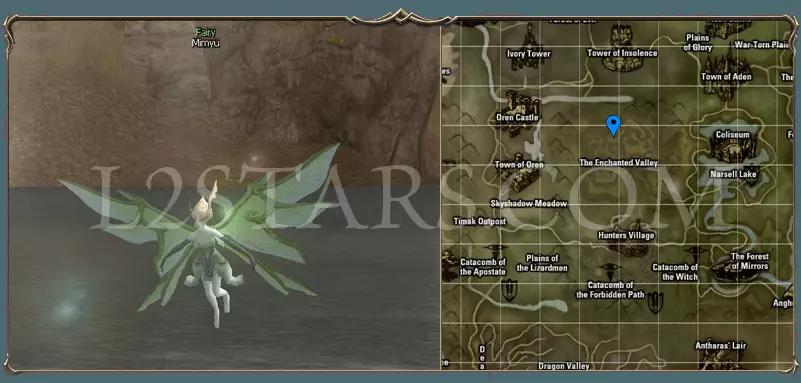 Fairy
Mimyu
L2STARS.COM
Ivory Tower
Tower of Insolence
Plains
of Glory
War-Torn Plai
Town of Aden
Oren Castle
Coliseum
Town of Oren
The Enchanted Valley
Narsell Lake
Skyshadow Meadow
Timak Outpost
Hunters Village
Catacomb of
the Apostate
Plains of
the Lizardmen
Catacomb of
the Forbidden Path
Catacomb of
the Witch
The Forest
of Mirrors
Angh
Antharas' Lair
Dragon Valley
D
e
a